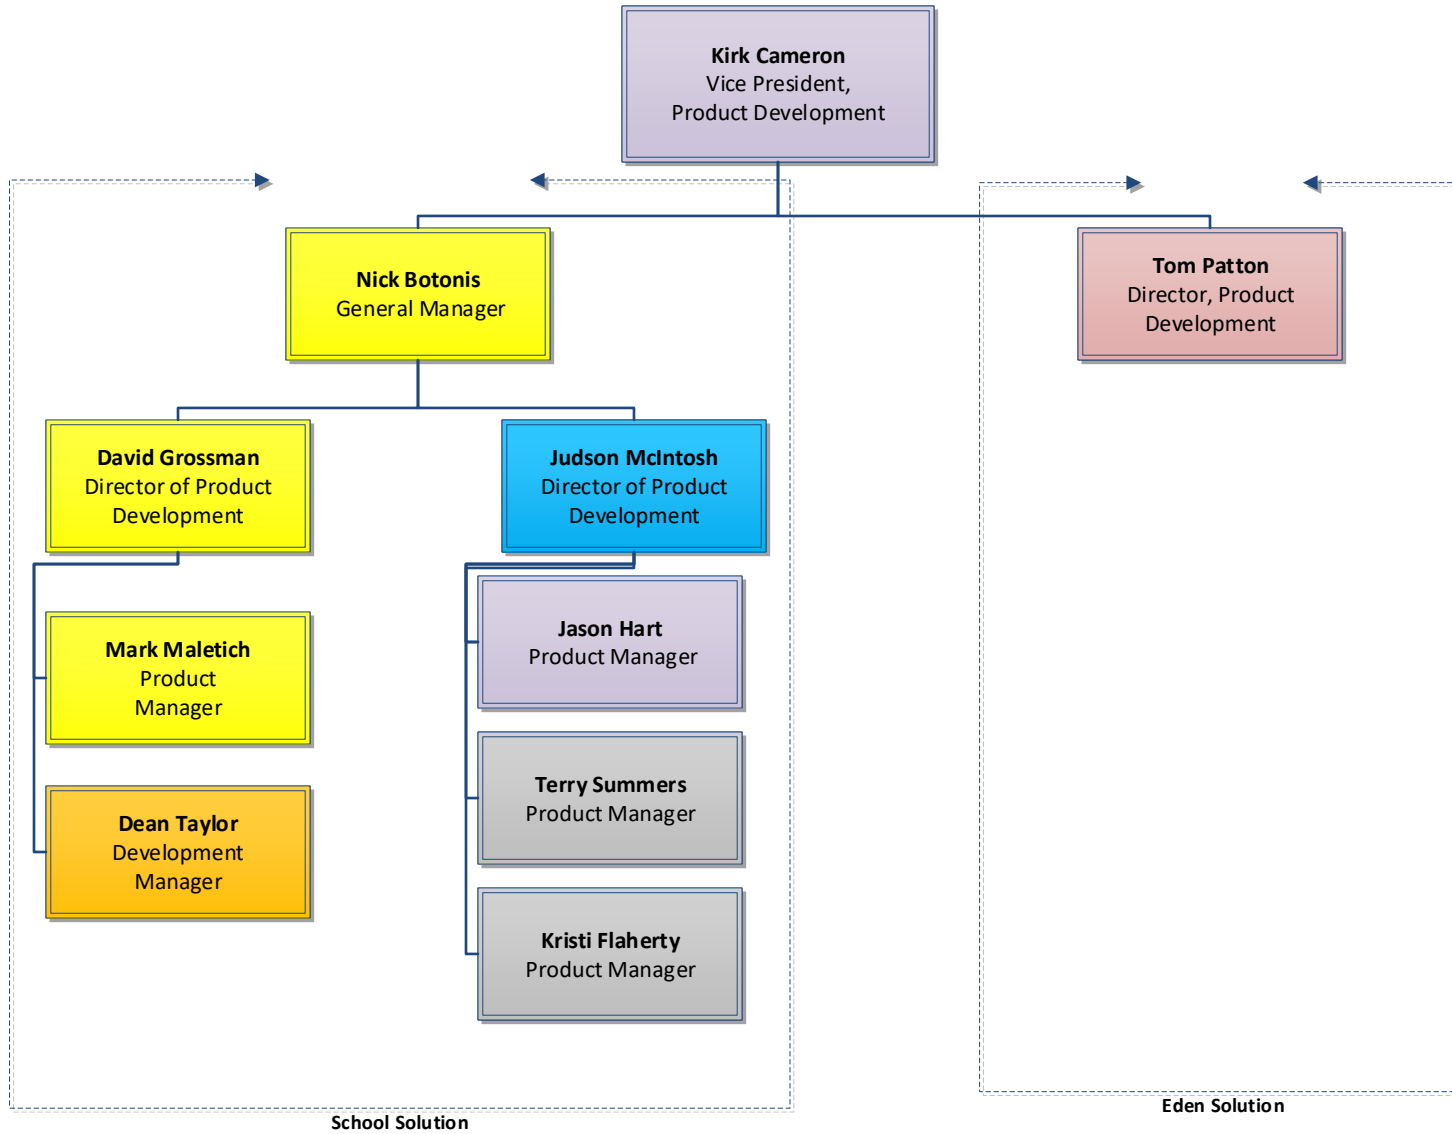 Kirk Cameron
Vice President,
Product Development
Nick Botonis
General Manager
Tom Patton
Director, Product
Development
David Grossman
Director of Product
Development
Judson McIntosh
Director of Product
Development
Mark Maletich
Product
Manager
Dean Taylor
Development
Manager
Jason Hart
Product Manager
Terry Summers
Product Manager
Kristi Flaherty
Product Manager
School Solution
Eden Solution